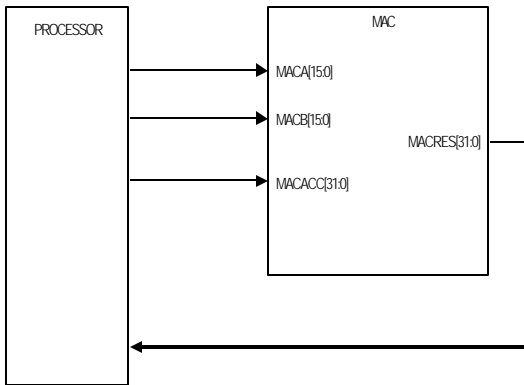 PROCESSOR
MAC
MACA[15:0]
MACB[15:0]
MACRES[31:0]
MACACC[31:0]